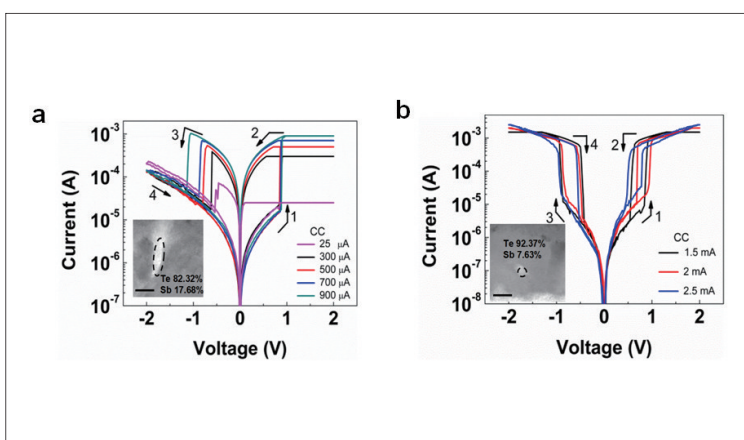 a
b
Current (A)
10⁻³
10⁻⁴
10⁻⁵
10⁻⁶
10⁻⁷
3
2
4
1
Te 82.32%
Sb 17.68%
CC
25 μA
300 μA
500 μA
700 μA
900 μA
-2 -1 0 1 2
Voltage (V)
Current (A)
10⁻³
10⁻⁴
10⁻⁵
10⁻⁶
10⁻⁷
10⁻⁸
4
2
3
1
Te 92.37%
Sb 7.63%
CC
1.5 mA
2 mA
2.5 mA
-2 -1 0 1 2
Voltage (V)